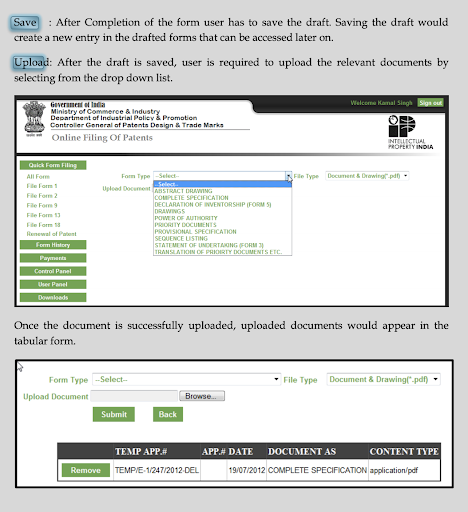 Save : After Completion of the form user has to save the draft. Saving the draft would
create a new entry in the drafted forms that can be accessed later on.
Upload: After the draft is saved, user is required to upload the relevant documents by
selecting from the drop down list.
Government of India
Ministry of Commerce & Industry
Department of Industrial Policy & Promotion
Controller General of Patents Design & Trade Marks
Welcome Kamal Singh Sign out
Online Filing Of Patents
INTELLECTUAL
PROPERTY INDIA
Quick Form Filing
All Form
File Form 1
File Form 2
File Form 9
File Form 13
File Form 18
Renewal of Patent
Form History
Payments
Control Panel
User Panel
Downloads
Form Type --Select-- File Type Document & Drawing(*.pdf)
Upload Document
--Select--
ABSTRACT DRAWING
COMPLETE SPECIFICATION
DECLARATION OF INVENTORSHIP (FORM 5)
DRAWINGS
POWER OF AUTHORITY
PRIORITY DOCUMENTS
PROVISIONAL SPECIFICATION
SEQUENCE LISTING
STATEMENT OF UNDERTAKING (FORM 3)
TRANSLATIOIN OF PRIORTY DOCUMENTS ETC.
Once the document is successfully uploaded, uploaded documents would appear in the
tabular form.
Form Type --Select-- File Type Document & Drawing(*.pdf)
Upload Document Browse...
Submit Back
TEMP APP.# APP.# DATE DOCUMENT AS CONTENT TYPE
Remove TEMP/E-1/247/2012-DEL 19/07/2012 COMPLETE SPECIFICATION application/pdf